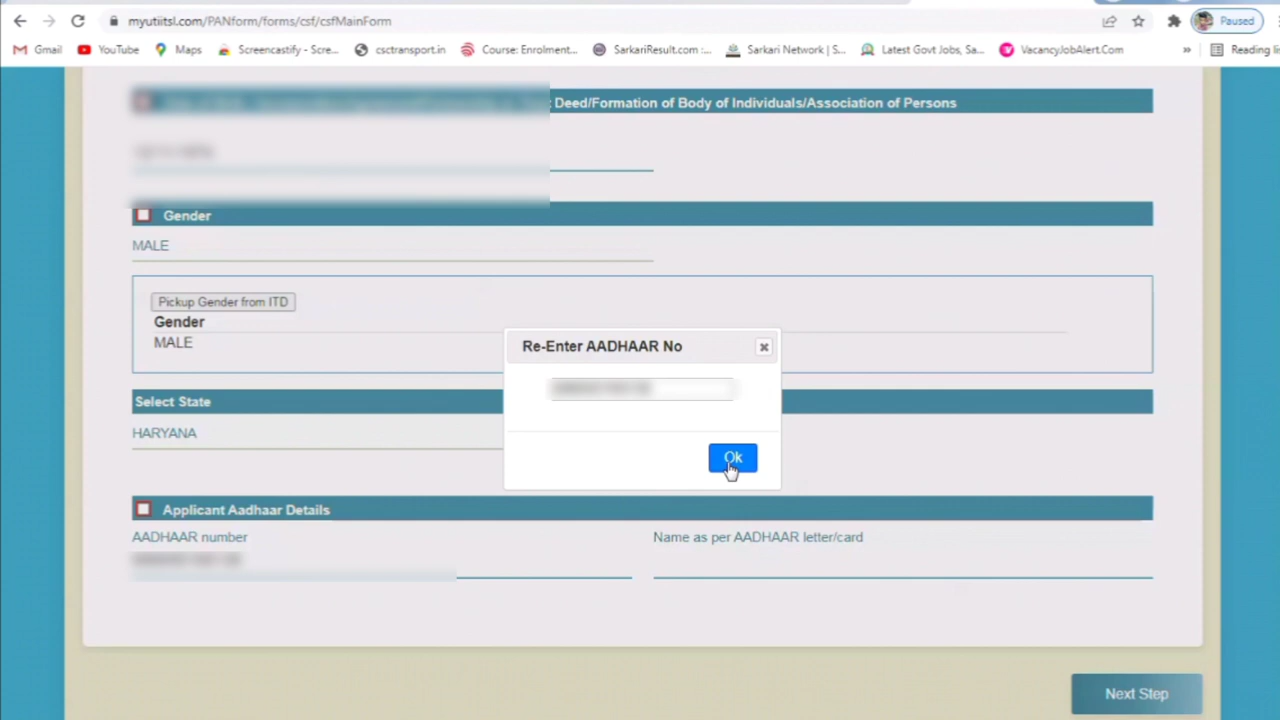 myutiitsl.com/PANform/forms/csf/csfMainForm
Paused
Gmail
YouTube
Maps
Screencastify - Scre...
csctransport.in
Course: Enrolment...
SarkariResult.com :...
Sarkari Network | S...
Latest Govt Jobs, Sa...
VacancyJobAlert.Com
»
Reading li
Deed/Formation of Body of Individuals/Association of Persons
Gender
MALE
Pickup Gender from ITD
Gender
MALE
Re-Enter AADHAAR No
Ok
Select State
HARYANA
Applicant Aadhaar Details
AADHAAR number
Name as per AADHAAR letter/card
Next Step